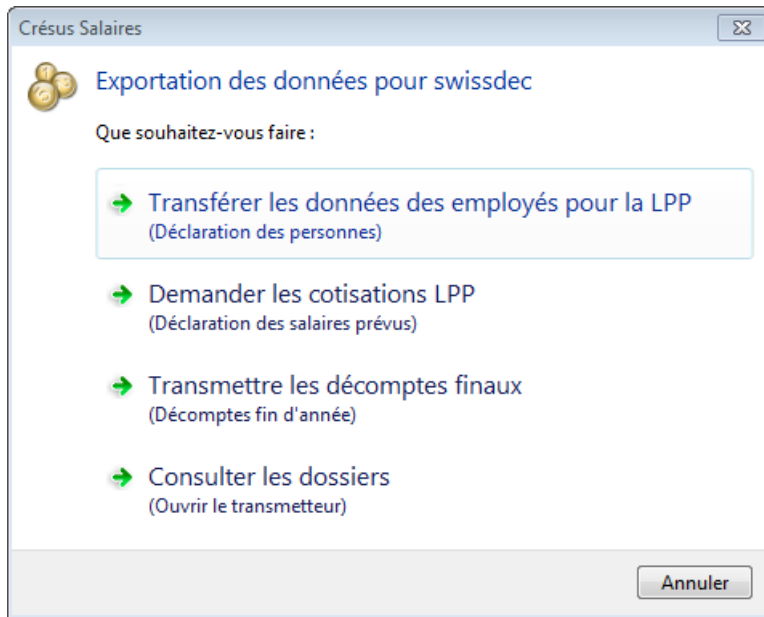 Crésus Salaires
Exportation des données pour swissdec
Que souhaitez-vous faire :
Transférer les données des employés pour la LPP
(Déclaration des personnes)
Demander les cotisations LPP
(Déclaration des salaires prévus)
Transmettre les décomptes finaux
(Décomptes fin d'année)
Consulter les dossiers
(Ouvrir le transmetteur)
Annuler